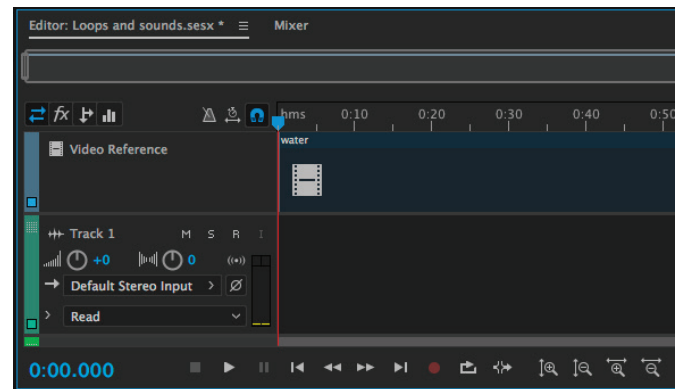 Editor: Loops and sounds.sesx * Mixer
fx hms 0:10 0:20 0:30 0:40 0:50
water
Video Reference
Track 1 M S R I
+0 0
Default Stereo Input
Read
0:00.000